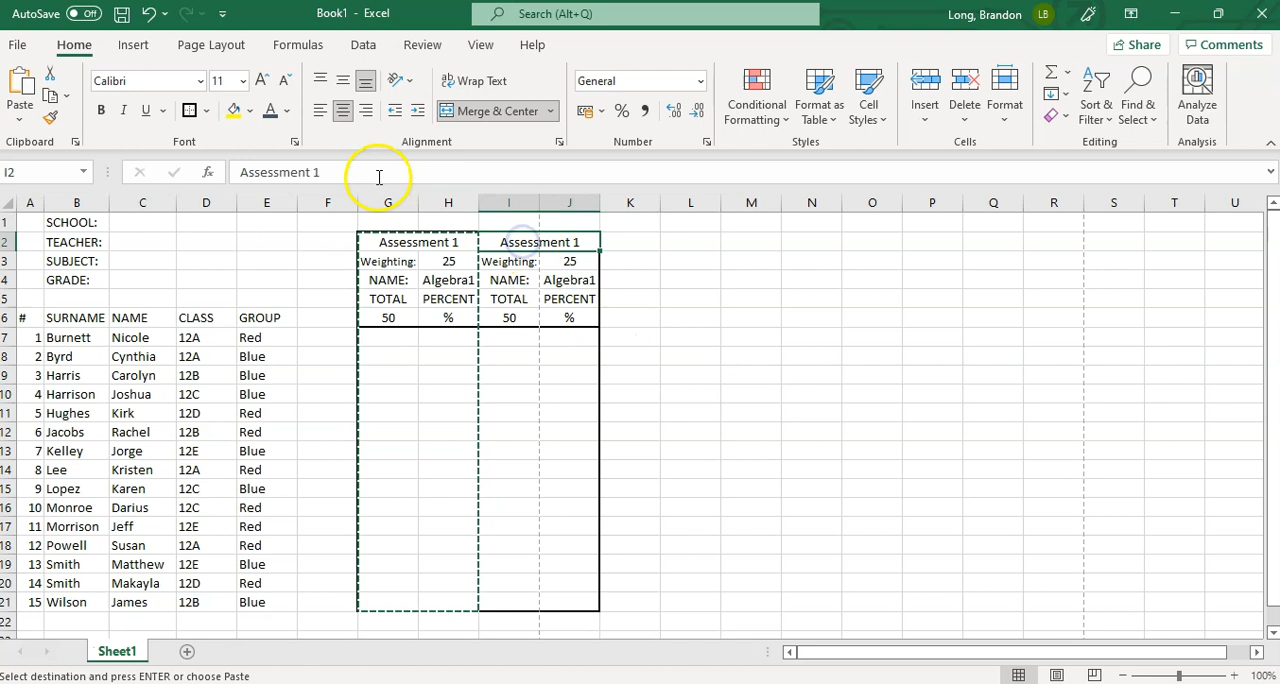 AutoSave Off Book1 - Excel Search (Alt+Q) Long, Brandon LB
File Home Insert Page Layout Formulas Data Review View Help Share Comments
Paste Calibri 11 A A Wrap Text General Conditional Formatting Format as Table Cell Styles Insert Delete Format Sort & Filter Find & Select Analyze Data
B I U A Merge & Center % ,
Clipboard Font Alignment Number Styles Cells Editing Analysis
I2 fx Assessment 1
A B C D E F G H I J K L M N O P Q R S T U
1 SCHOOL:
2 TEACHER: Assessment 1 Assessment 1
3 SUBJECT: Weighting: 25 Weighting: 25
4 GRADE: NAME: Algebra1 NAME: Algebra1
5 TOTAL PERCENT TOTAL PERCENT
6 # SURNAME NAME CLASS GROUP 50 % 50 %
7 1 Burnett Nicole 12A Red
8 2 Byrd Cynthia 12A Blue
9 3 Harris Carolyn 12B Blue
10 4 Harrison Joshua 12C Blue
11 5 Hughes Kirk 12D Red
12 6 Jacobs Rachel 12B Red
13 7 Kelley Jorge 12E Blue
14 8 Lee Kristen 12A Red
15 9 Lopez Karen 12C Blue
16 10 Monroe Darius 12C Red
17 11 Morrison Jeff 12E Red
18 12 Powell Susan 12A Red
19 13 Smith Matthew 12E Blue
20 14 Smith Makayla 12D Red
21 15 Wilson James 12B Blue
22
Sheet1
Select destination and press ENTER or choose Paste 100%